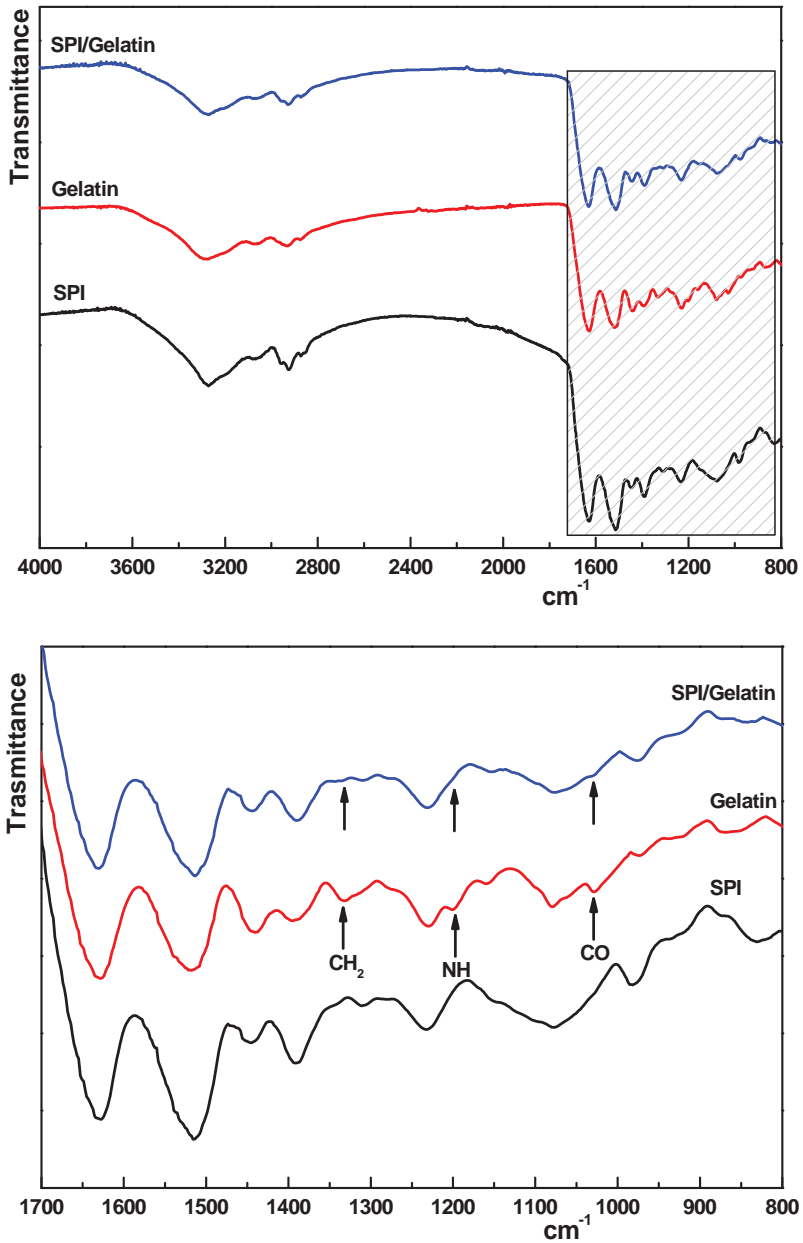 Transmittance
SPI/Gelatin
Gelatin
SPI
4000 3600 3200 2800 2400 2000 1600 1200 800
cm-1
Trasmittance
SPI/Gelatin
Gelatin
SPI
CH2
NH
CO
1700 1600 1500 1400 1300 1200 1100 1000 900 800
cm-1